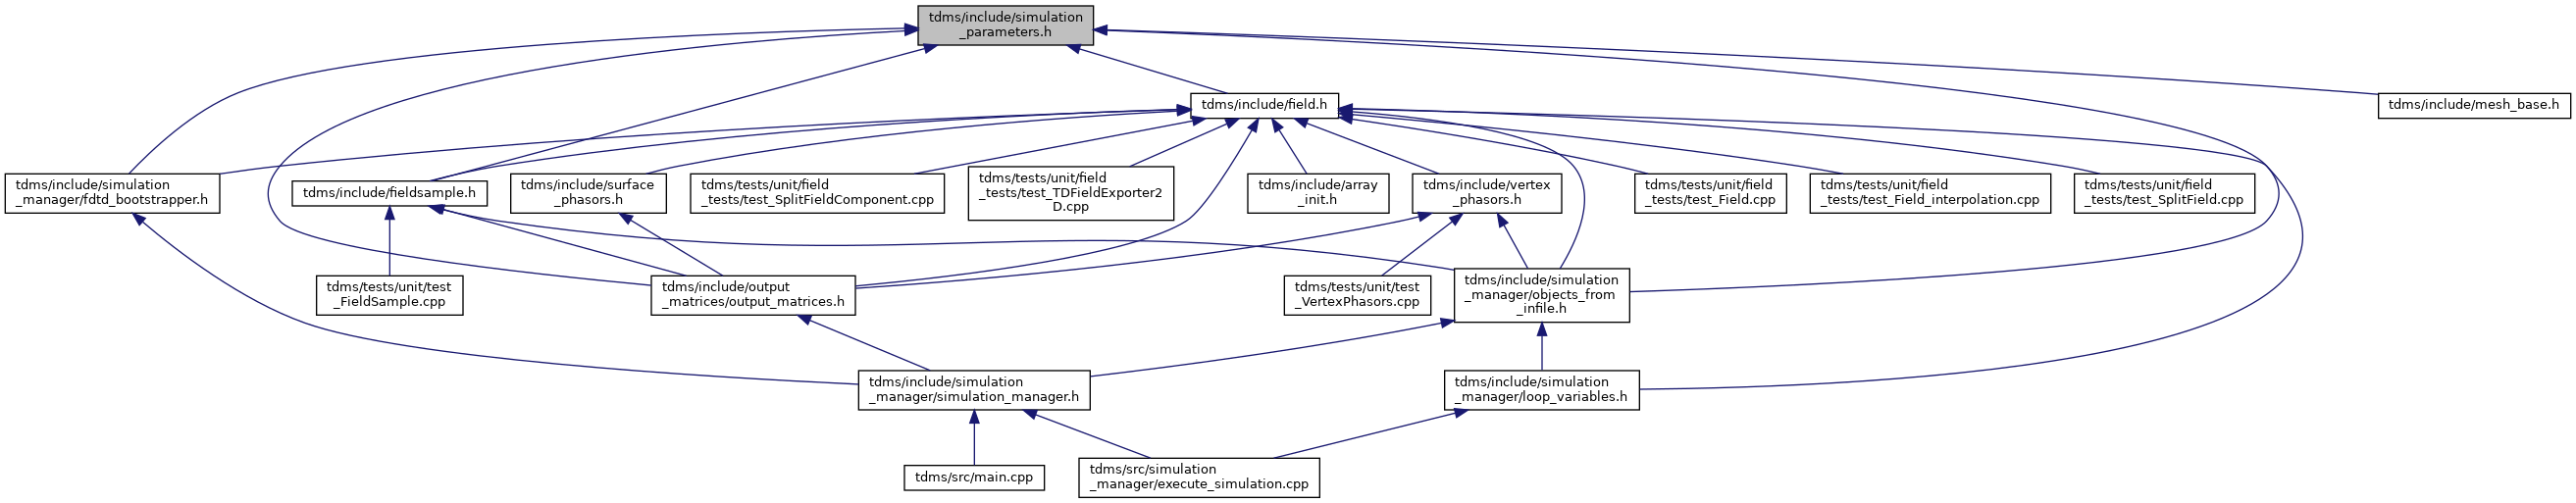 tdms/include/simulation
_parameters.h
tdms/include/field.h
tdms/include/mesh_base.h
tdms/include/simulation
_manager/fdtd_bootstrapper.h
tdms/include/fieldsample.h
tdms/include/surface
_phasors.h
tdms/tests/unit/field
_tests/test_SplitFieldComponent.cpp
tdms/tests/unit/field
_tests/test_TDFieldExporter2
D.cpp
tdms/include/array
_init.h
tdms/include/vertex
_phasors.h
tdms/tests/unit/field
_tests/test_Field.cpp
tdms/tests/unit/field
_tests/test_Field_interpolation.cpp
tdms/tests/unit/field
_tests/test_SplitField.cpp
tdms/tests/unit/test
_FieldSample.cpp
tdms/include/output
_matrices/output_matrices.h
tdms/tests/unit/test
_VertexPhasors.cpp
tdms/include/simulation
_manager/objects_from
_infile.h
tdms/include/simulation
_manager/simulation_manager.h
tdms/include/simulation
_manager/loop_variables.h
tdms/src/main.cpp
tdms/src/simulation
_manager/execute_simulation.cpp